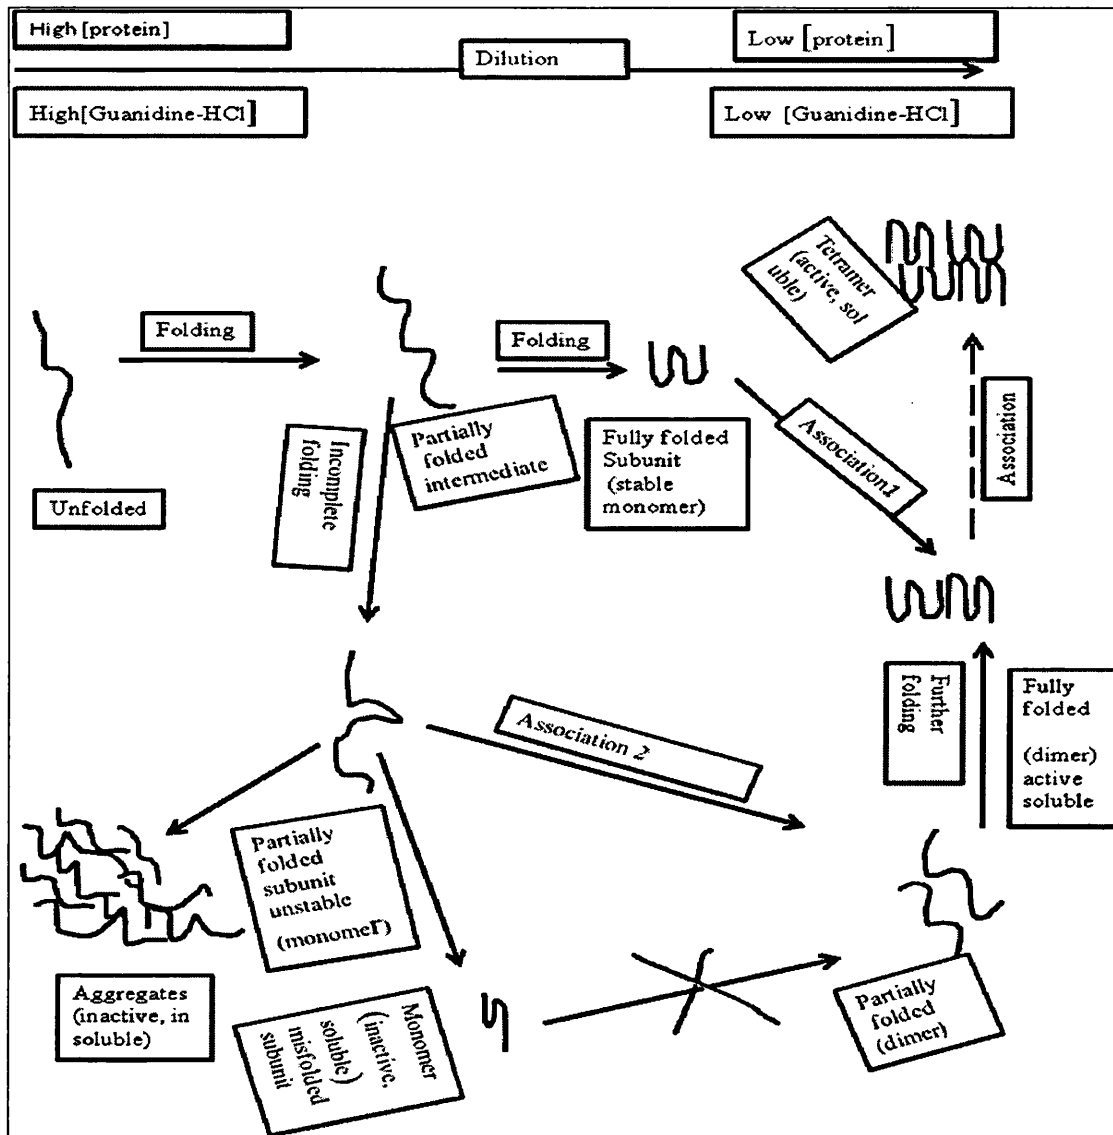 High [protein]
Low [protein]
Dilution
High[Guanidine-HCl]
Low [Guanidine-HCl]
Tetramer
(active, sol
uble)
Folding
Folding
Association
Association1
Incomplete
folding
Partially
folded
intermediate
Fully folded
Subunit
(stable
monomer)
Unfolded
Further
folding
Fully
folded
(dimer)
active
soluble
Association 2
Partially
folded
subunit
unstable
(monomer)
Aggregates
(inactive, in
soluble)
Monomer
(inactive,
soluble)
misfolded
subunit
Partially
folded
(dimer)